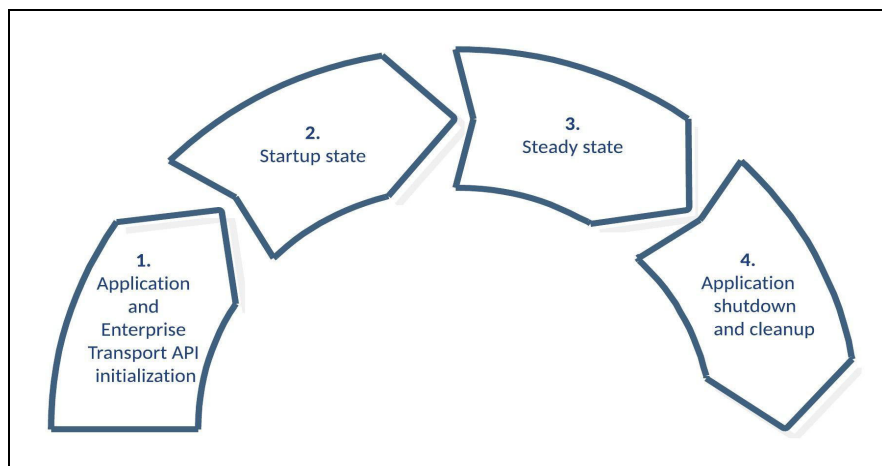 1.
Application
and
Enterprise
Transport API
initialization
2.
Startup state
3.
Steady state
4.
Application
shutdown
and cleanup